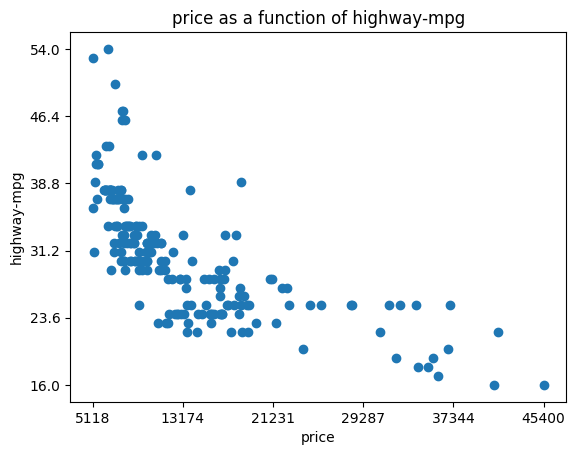 price as a function of highway-mpg
54.0
46.4
38.8
31.2
23.6
16.0
highway-mpg
5118 13174 21231 29287 37344 45400
price